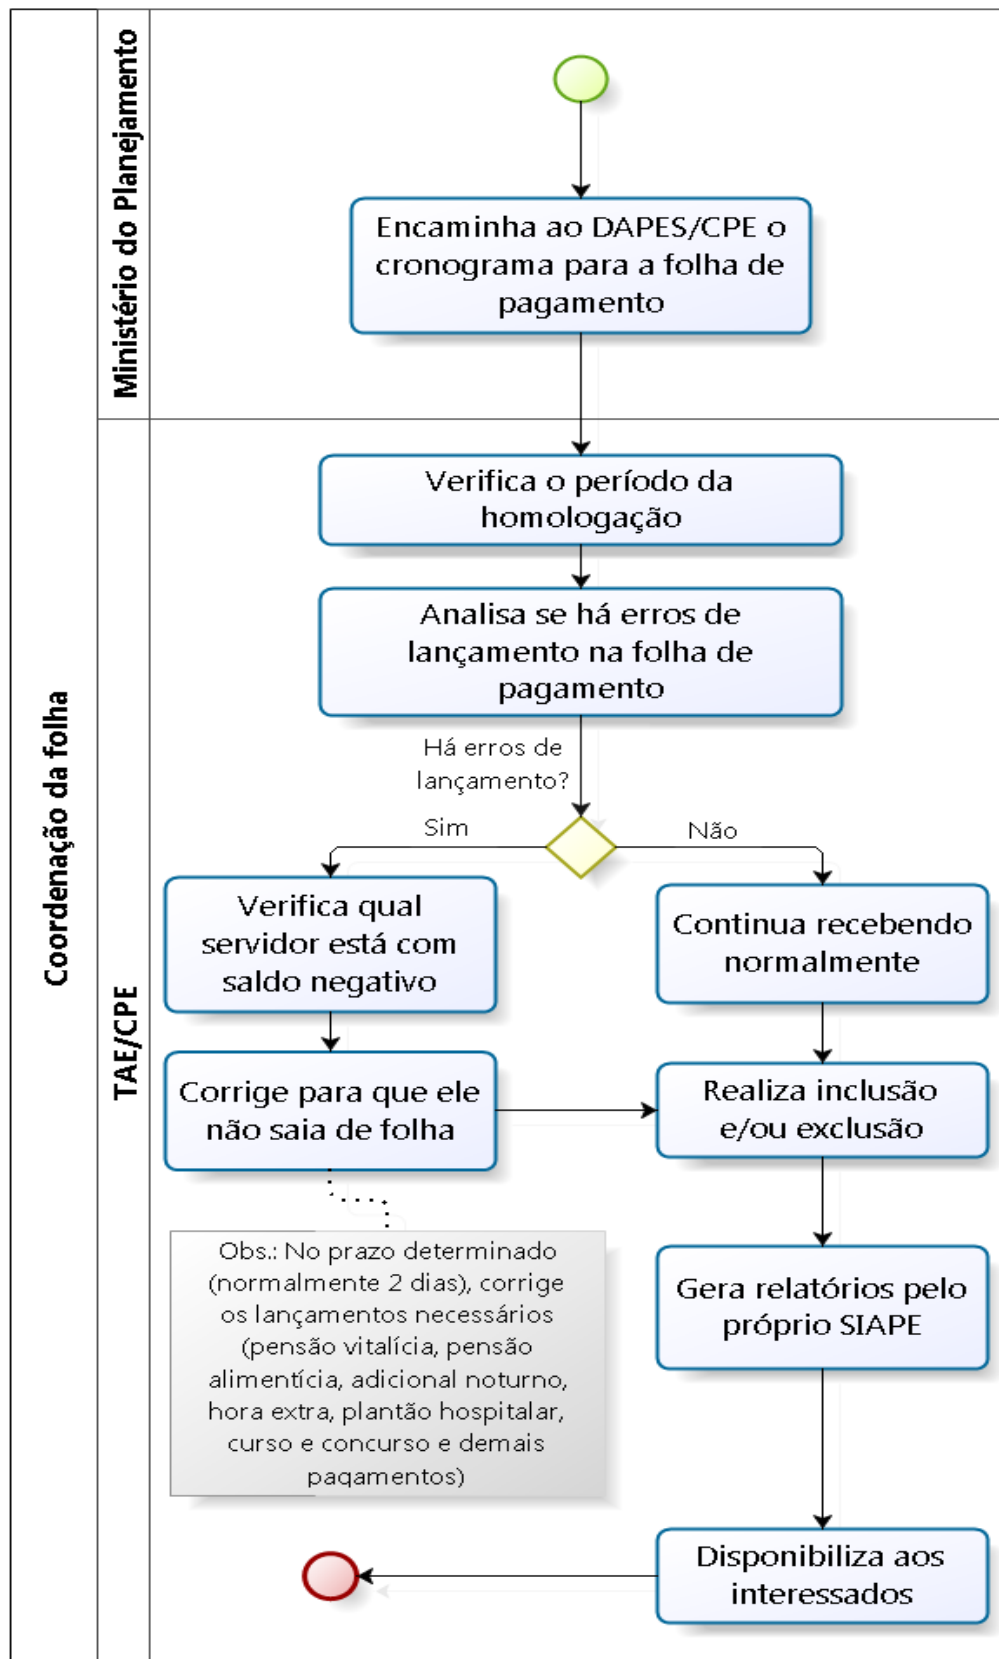 Coordenação da folha
Ministério do Planejamento
Encaminha ao DAPES/CPE o
cronograma para a folha de
pagamento
TAE/CPE
Verifica o período da
homologação
Analisa se há erros de
lançamento na folha de
pagamento
Há erros de
lançamento?
Sim
Não
Verifica qual
servidor está com
saldo negativo
Continua recebendo
normalmente
Corrige para que ele
não saia de folha
Realiza inclusão
e/ou exclusão
Obs.: No prazo determinado
(normalmente 2 dias), corrige
os lançamentos necessários
(pensão vitalícia, pensão
alimentícia, adicional noturno,
hora extra, plantão hospitalar,
curso e concurso e demais
pagamentos)
Gera relatórios pelo
próprio SIAPE
Disponibiliza aos
interessados